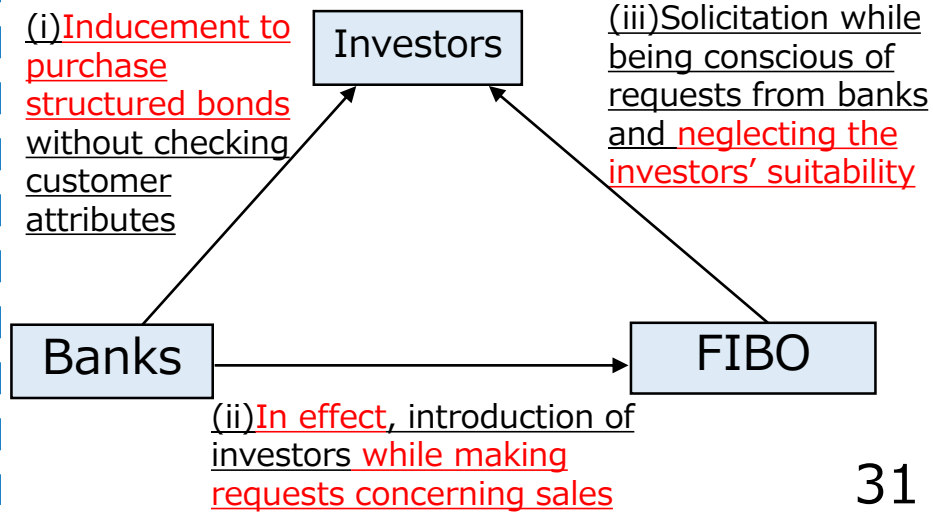 (i)Inducement to
purchase
structured bonds
without checking
customer
attributes
Investors
(iii)Solicitation while
being conscious of
requests from banks
and neglecting the
investors’ suitability
Banks
FIBO
(ii)In effect, introduction of
investors while making
requests concerning sales
31